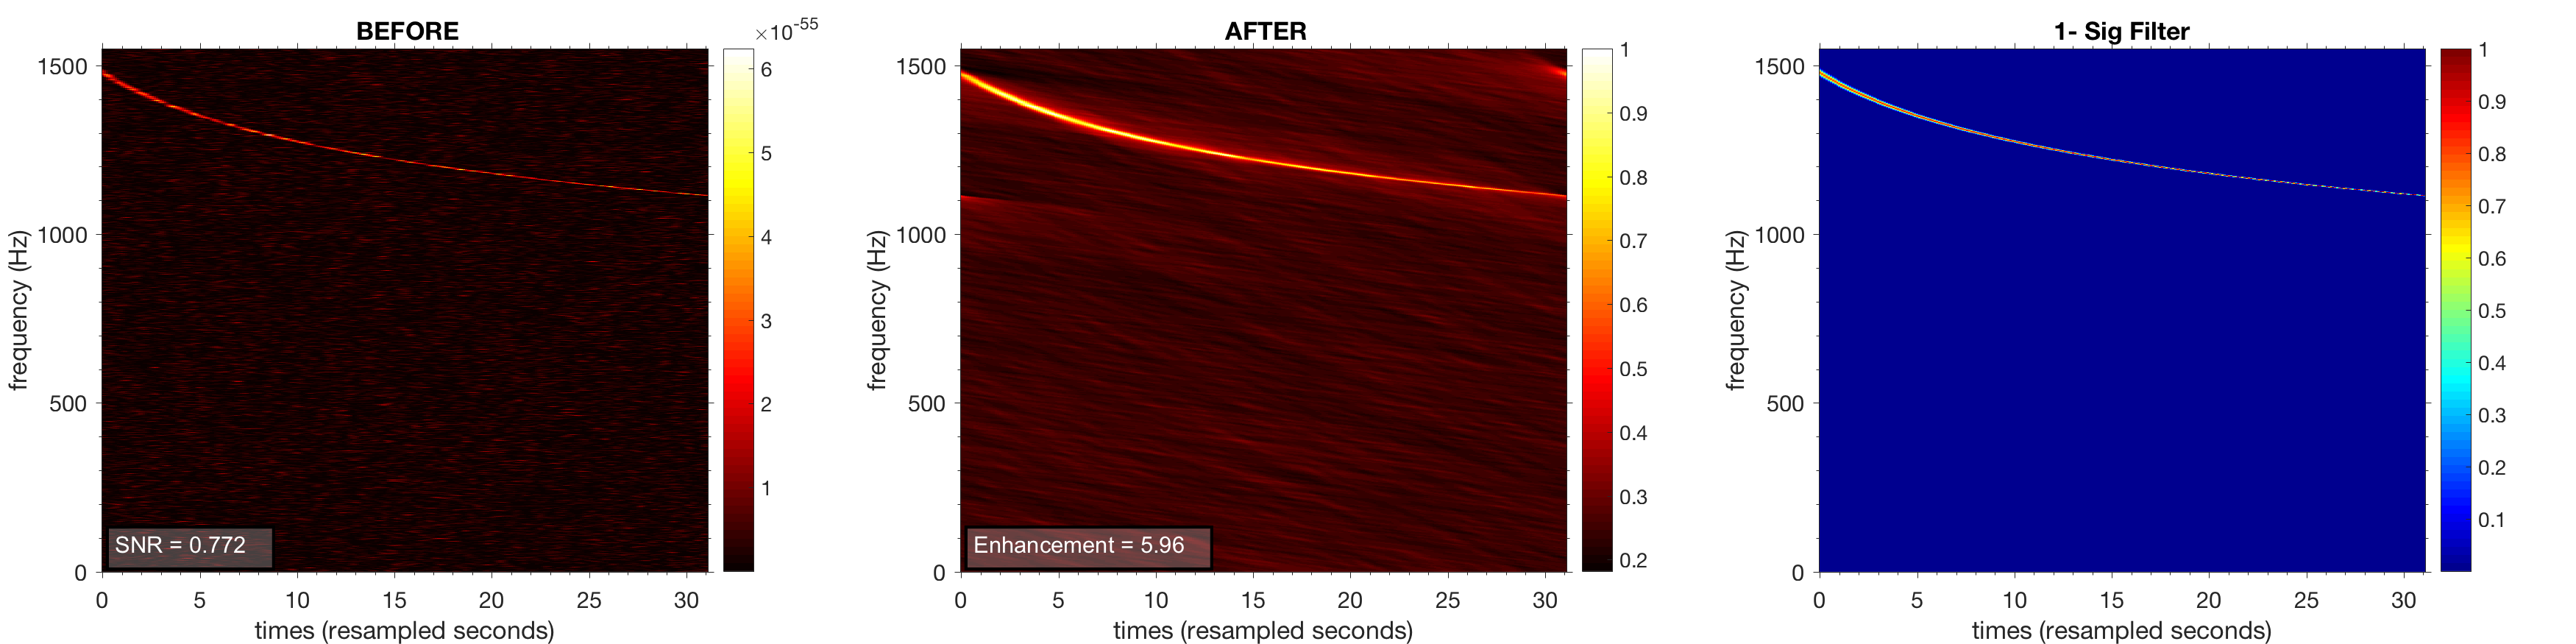 BEFORE
×10-55
1500
1000
500
0
0 5 10 15 20 25 30
6
5
4
3
2
1
frequency (Hz)
times (resampled seconds)
SNR = 0.772
AFTER
1500
1000
500
0
0 5 10 15 20 25 30
1
0.9
0.8
0.7
0.6
0.5
0.4
0.3
0.2
frequency (Hz)
times (resampled seconds)
Enhancement = 5.96
1- Sig Filter
1500
1000
500
0
0 5 10 15 20 25 30
1
0.9
0.8
0.7
0.6
0.5
0.4
0.3
0.2
0.1
frequency (Hz)
times (resampled seconds)